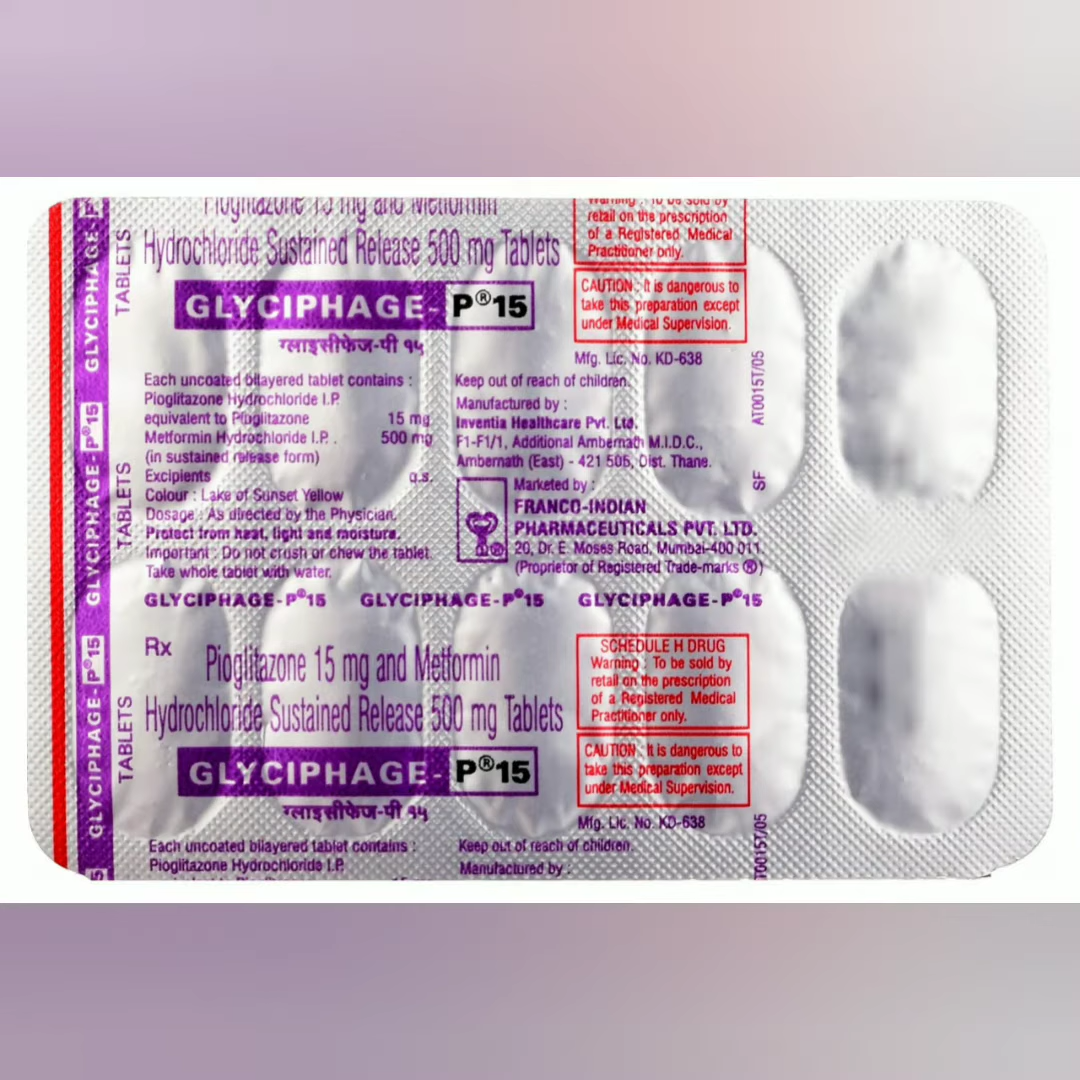 GLYCIPHAGE-P
TABLETS
GLYCIPHAGE-P®15
TABLETS
GLYCIPHAGE-P®15
TABLETS
Pioglitazone 15 mg and Metformin
Hydrochloride Sustained Release 500 mg Tablets
GLYCIPHAGE-P®15
ग्लाइसीफेज-पी १५
Each uncoated bilayered tablet contains :
Pioglitazone Hydrochloride I.P.
equivalent to Pioglitazone 15 mg
Metformin Hydrochloride I.P. . 500 mg
(in sustained release form)
Excipients q.s.
Colour : Lake of Sunset Yellow
Dosage : As directed by the Physician.
Protect from heat, light and moisture.
Important : Do not crush or chew the tablet.
Take whole tablet with water.
Warning : To be sold by
retail on the prescription
of a Registered Medical
Practitioner only.
CAUTION : It is dangerous to
take this preparation except
under Medical Supervision.
Mfg. Lic. No. KD-638
Keep out of reach of children.
Manufactured by :
Inventia Healthcare Pvt. Ltd.
F1-F1/1, Additional Ambernath M.I.D.C.,
Ambernath (East) - 421 506, Dist. Thane.
Marketed by :
FRANCO-INDIAN
PHARMACEUTICALS PVT. LTD.
20, Dr. E. Moses Road, Mumbai-400 011.
(Proprietor of Registered Trade-marks ®)
SF AT0015T/05
GLYCIPHAGE-P®15 GLYCIPHAGE-P®15 GLYCIPHAGE-P®15
Rx
Pioglitazone 15 mg and Metformin
Hydrochloride Sustained Release 500 mg Tablets
GLYCIPHAGE-P®15
ग्लाइसीफेज-पी १५
SCHEDULE H DRUG
Warning : To be sold by
retail on the prescription
of a Registered Medical
Practitioner only.
CAUTION : It is dangerous to
take this preparation except
under Medical Supervision.
Mfg. Lic. No. KD-638
T0015T/05
Each uncoated bilayered tablet contains :
Pioglitazone Hydrochloride I.P.
Keep out of reach of children.
Manufactured by :